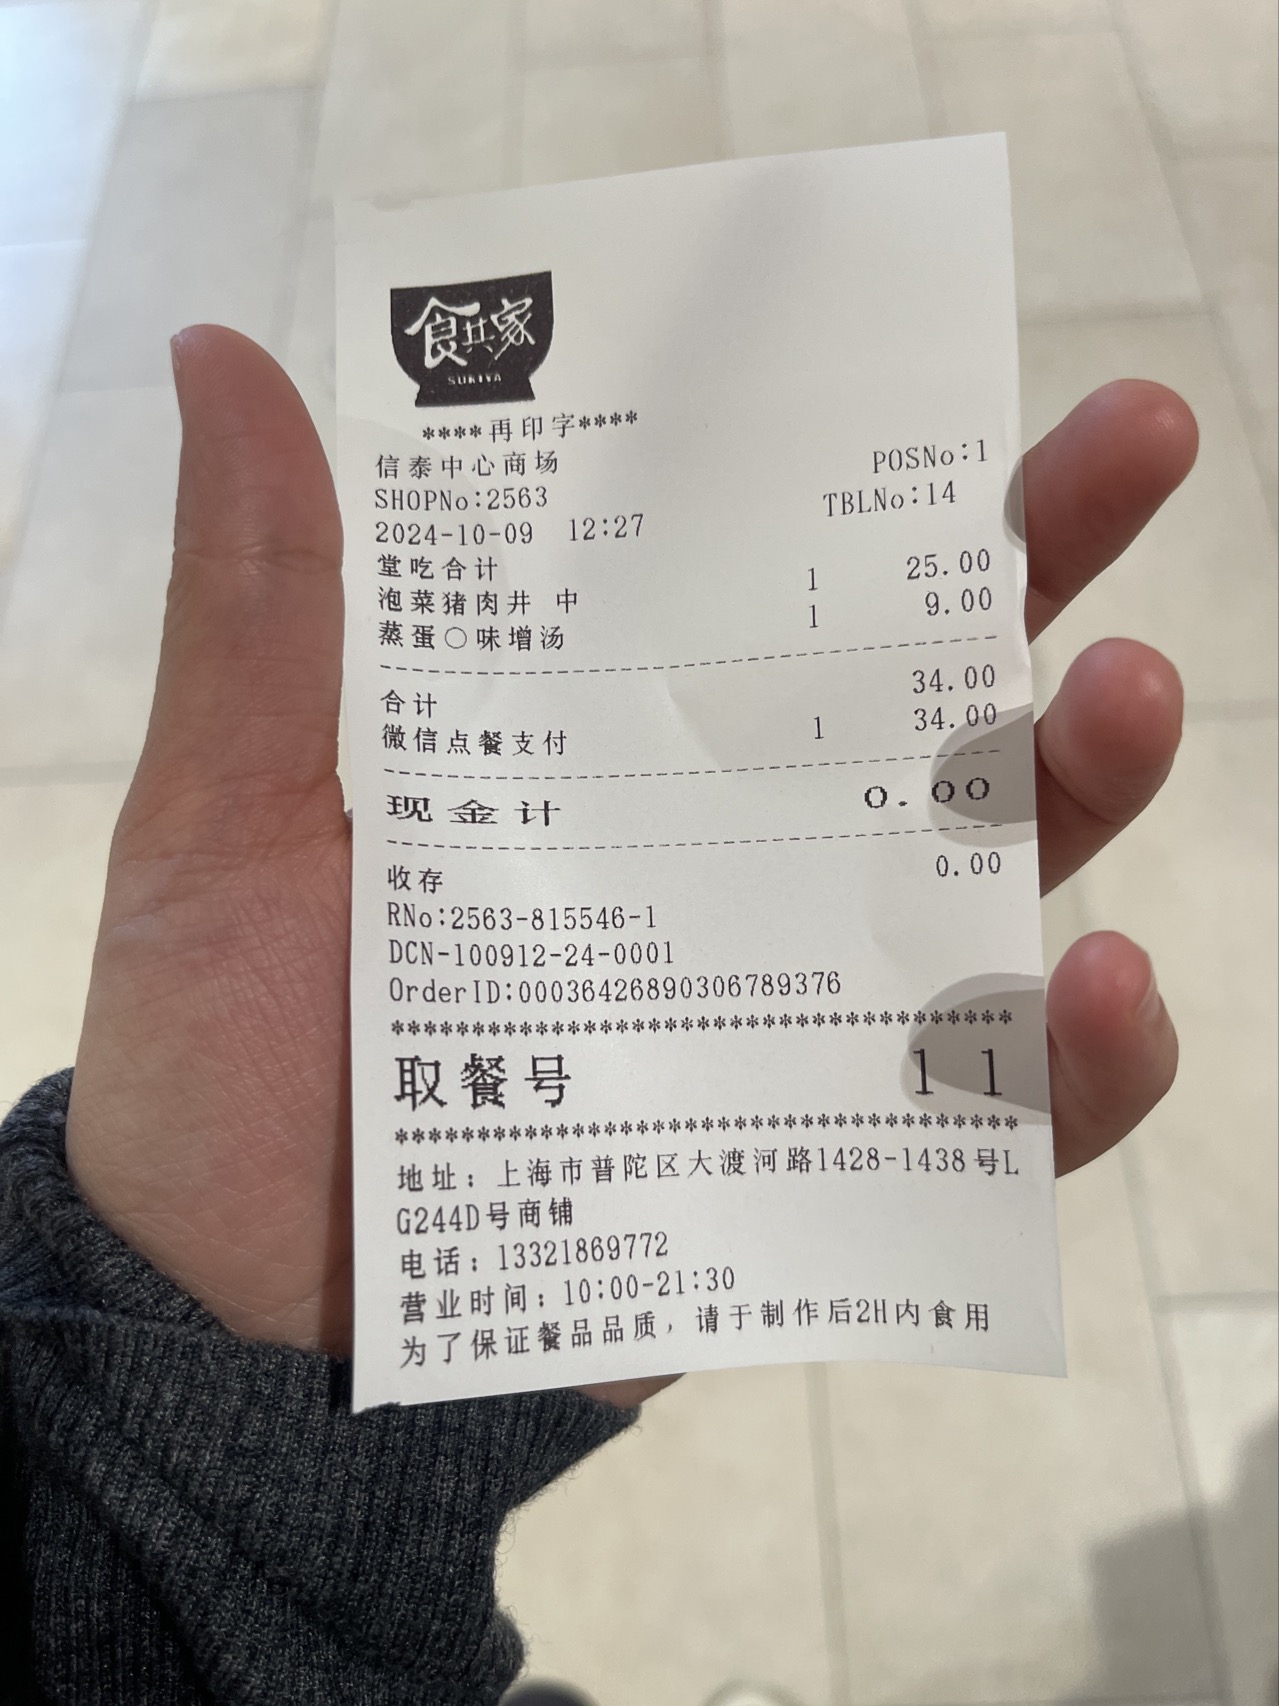 食其家
SUKIYA
****再印字****
信泰中心商场 POSNo:1
SHOPNo:2563 TBLNo:14
2024-10-09 12:27
堂吃合计
泡菜猪肉井 中 1 25.00
蒸蛋○味增汤 1 9.00
合计 34.00
微信点餐支付 1 34.00
现金计 0.00
收存 0.00
RNo:2563-815546-1
DCN-100912-24-0001
OrderID:00036426890306789376
***************************************
取餐号 11
***************************************
地址：上海市普陀区大渡河路1428-1438号L
G244D号商铺
电话：13321869772
营业时间：10:00-21:30
为了保证餐品品质，请于制作后2H内食用